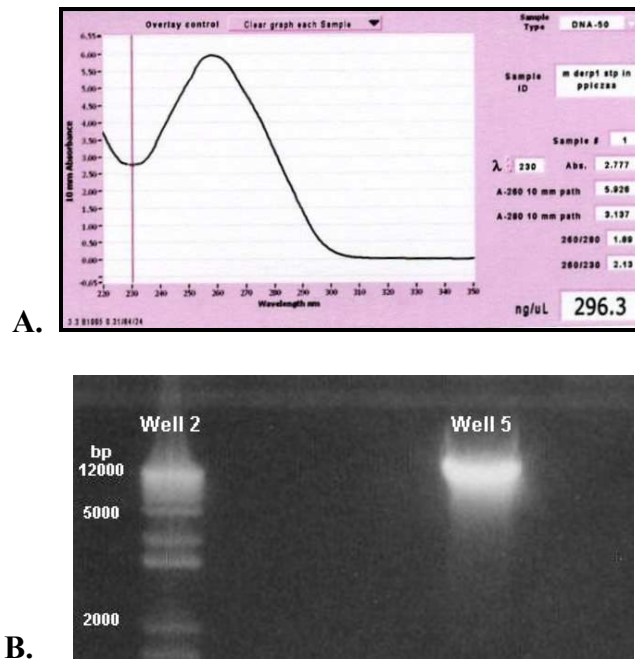 Overlay control Clear graph each Sample
Sample Type DNA-50
Sample ID m derp1 stp in ppiczaa
Sample # 1
λ 230 Abs. 2.777
A-260 10 mm path 5.926
A-280 10 mm path 3.137
260/280 1.89
260/230 2.13
ng/uL 296.3
10 mm Absorbance
6.55
6.00
5.50
5.00
4.50
4.00
3.50
3.00
2.50
2.00
1.50
1.00
0.50
0.00
-0.65
220 230 240 250 260 270 280 290 300 310 320 330 340 350
Wavelength nm
A.
Well 2 Well 5
bp
12000
5000
2000
B.